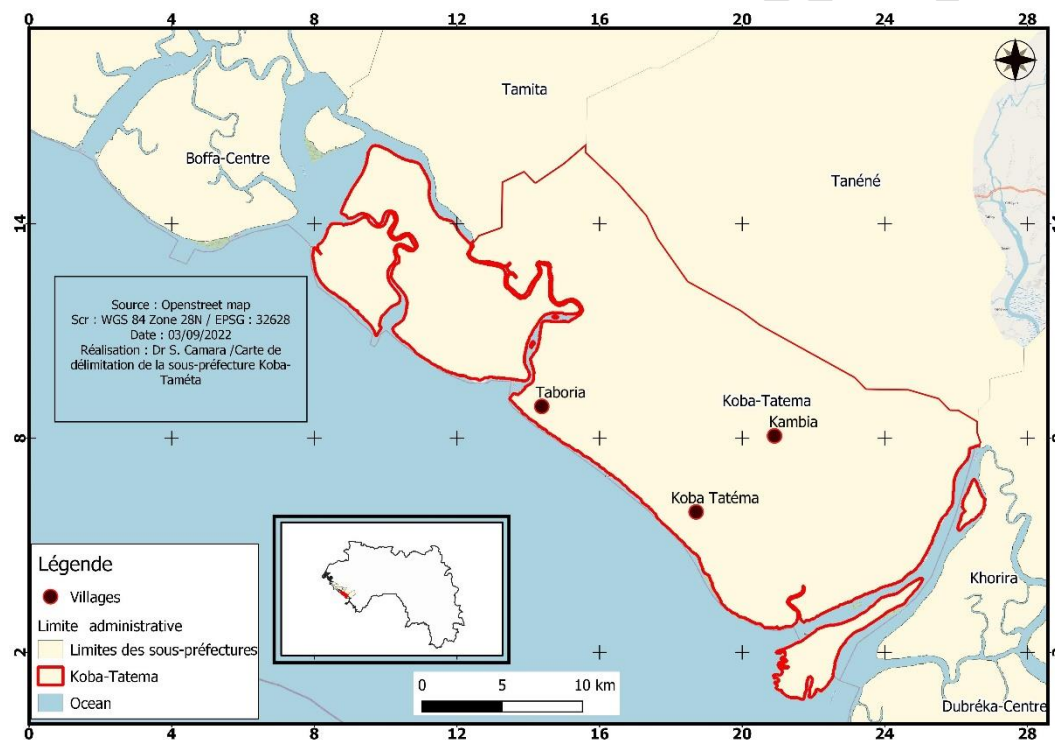 0 4 8 12 16 20 24 28
Tamita
Boffa-Centre
Tanéné
14
Source : Openstreet map
Scr : WGS 84 Zone 28N / EPSG : 32628
Date : 03/09/2022
Réalisation : Dr S. Camara /Carte de
délimitation de la sous-préfecture Koba-
Taméta
Taboria
Koba-Tatema
Kambia
8 8
Koba Tatéma
Légende
Villages
Limite administrative
Limites des sous-préfectures
Koba-Tatema
Ocean
Khorira
2 2
0 5 10 km
Dubréka-Centre
0 4 8 12 16 20 24 28